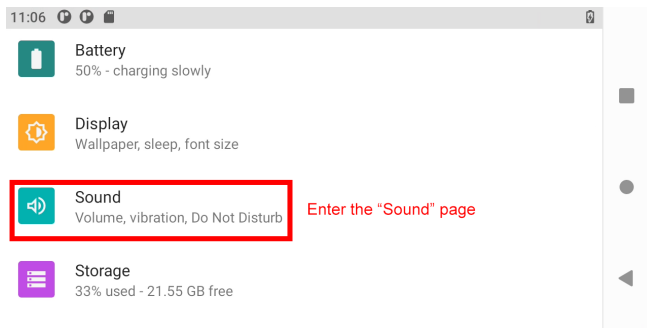 11:06
Battery
50% - charging slowly
Display
Wallpaper, sleep, font size
Sound
Volume, vibration, Do Not Disturb
Enter the “Sound” page
Storage
33% used - 21.55 GB free